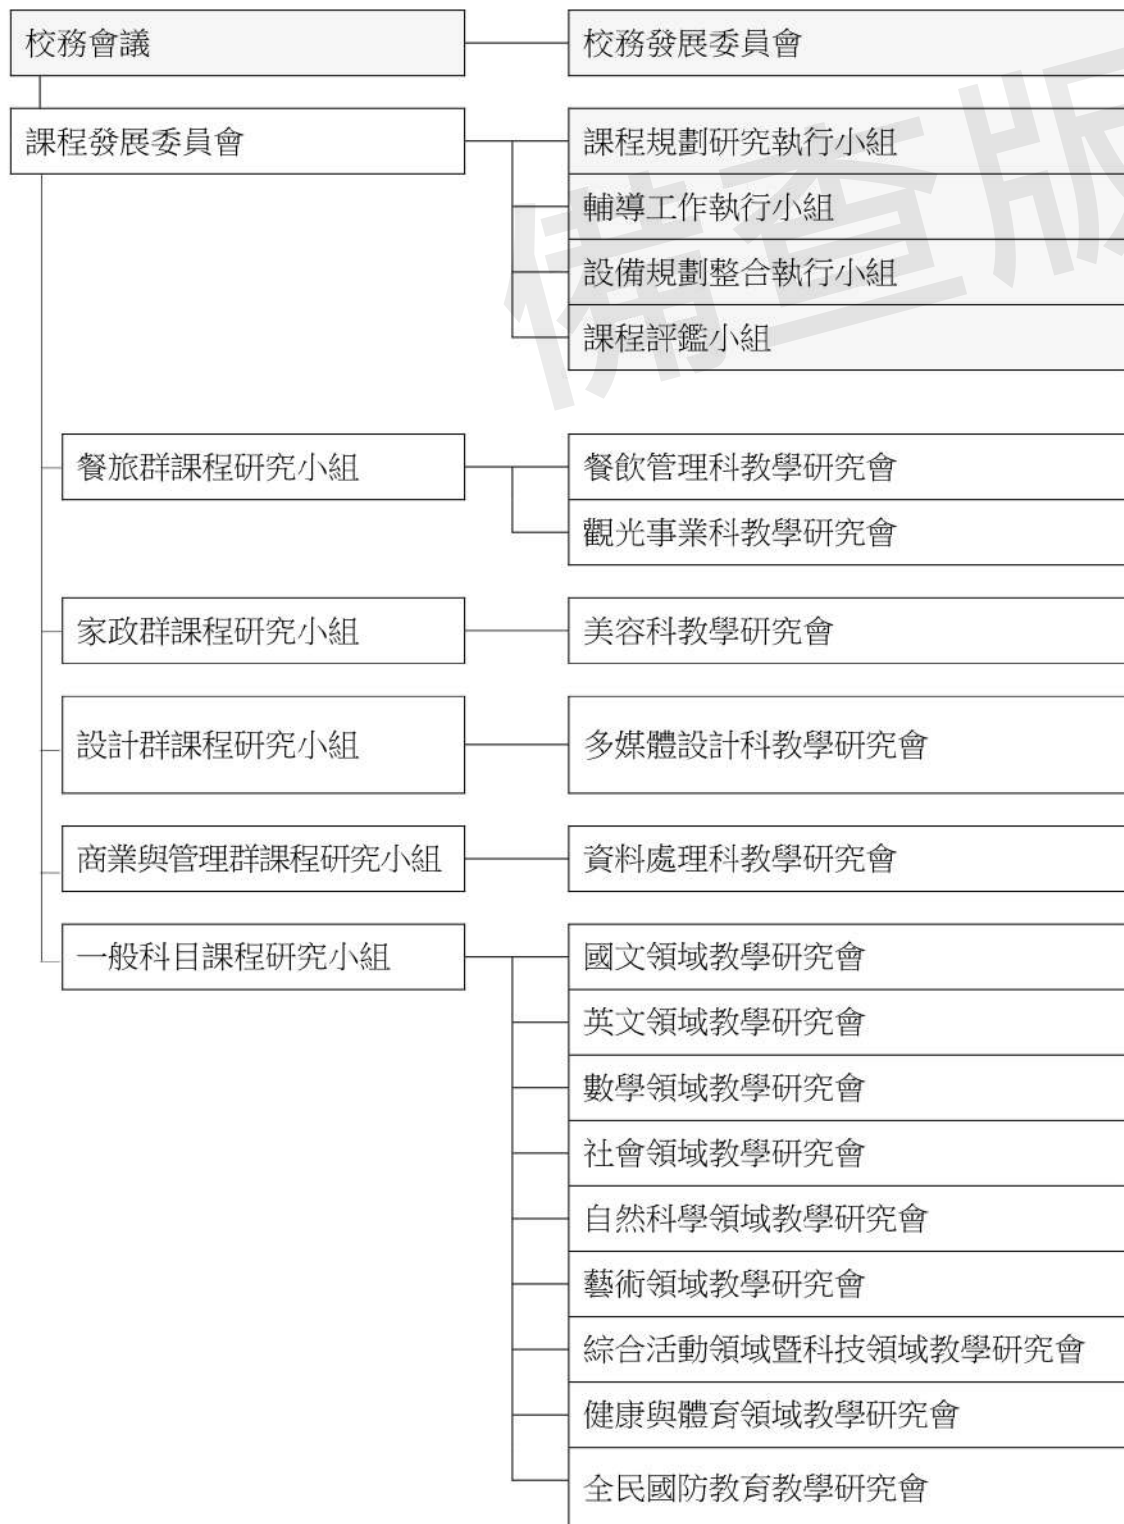 校務會議
校務發展委員會
課程發展委員會
課程規劃研究執行小組
輔導工作執行小組
設備規劃整合執行小組
課程評鑑小組
餐旅群課程研究小組
餐飲管理科教學研究會
觀光事業科教學研究會
家政群課程研究小組
美容科教學研究會
設計群課程研究小組
多媒體設計科教學研究會
商業與管理群課程研究小組
資料處理科教學研究會
一般科目課程研究小組
國文領域教學研究會
英文領域教學研究會
數學領域教學研究會
社會領域教學研究會
自然科學領域教學研究會
藝術領域教學研究會
綜合活動領域暨科技領域教學研究會
健康與體育領域教學研究會
全民國防教育教學研究會
備查版